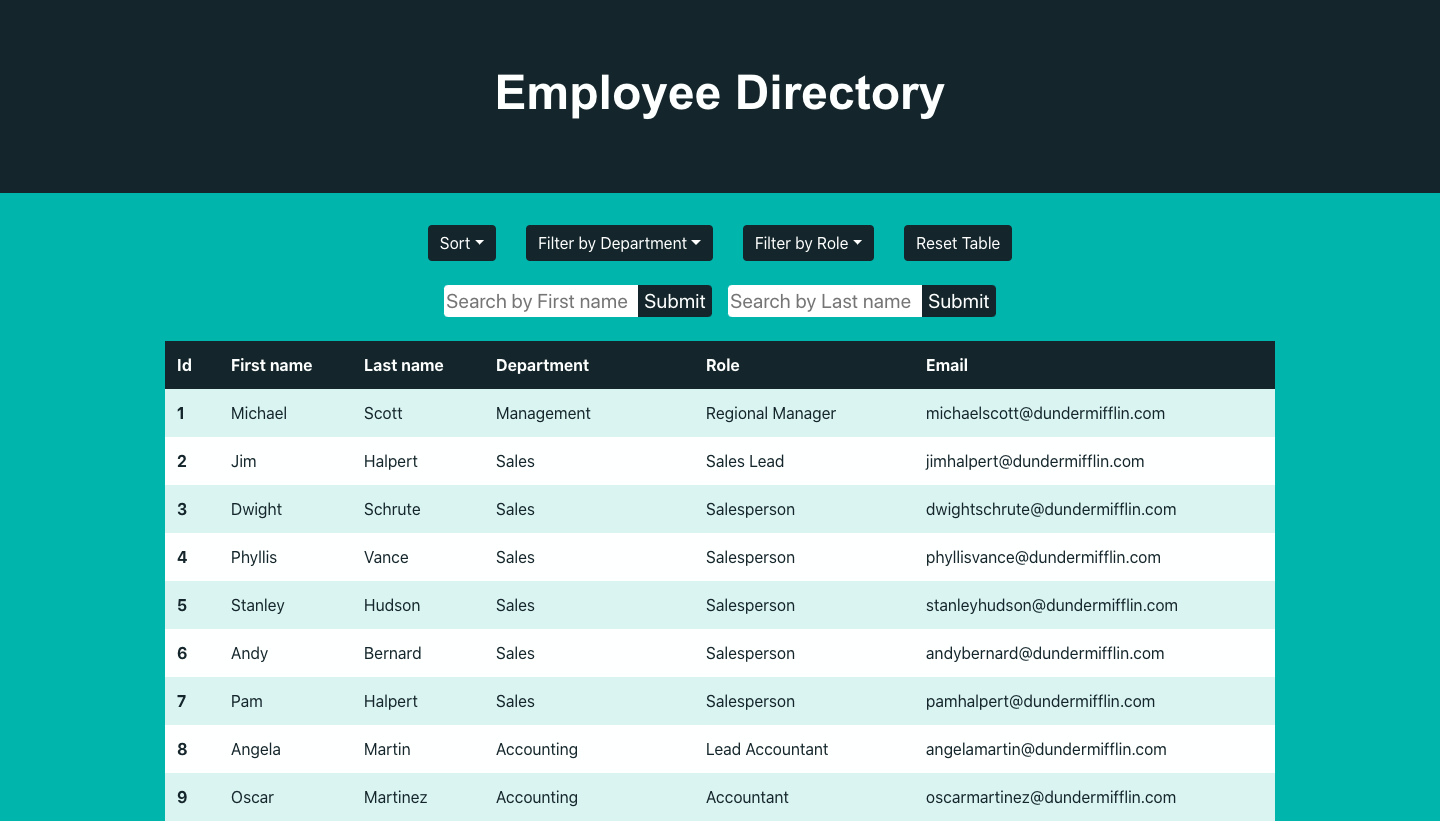 Employee Directory
Sort Filter by Department Filter by Role Reset Table
Search by First name Submit Search by Last name Submit
Id First name Last name Department Role Email
1 Michael Scott Management Regional Manager michaelscott@dundermifflin.com
2 Jim Halpert Sales Sales Lead jimhalpert@dundermifflin.com
3 Dwight Schrute Sales Salesperson dwightschrute@dundermifflin.com
4 Phyllis Vance Sales Salesperson phyllisvance@dundermifflin.com
5 Stanley Hudson Sales Salesperson stanleyhudson@dundermifflin.com
6 Andy Bernard Sales Salesperson andybernard@dundermifflin.com
7 Pam Halpert Sales Salesperson pamhalpert@dundermifflin.com
8 Angela Martin Accounting Lead Accountant angelamartin@dundermifflin.com
9 Oscar Martinez Accounting Accountant oscarmartinez@dundermifflin.com